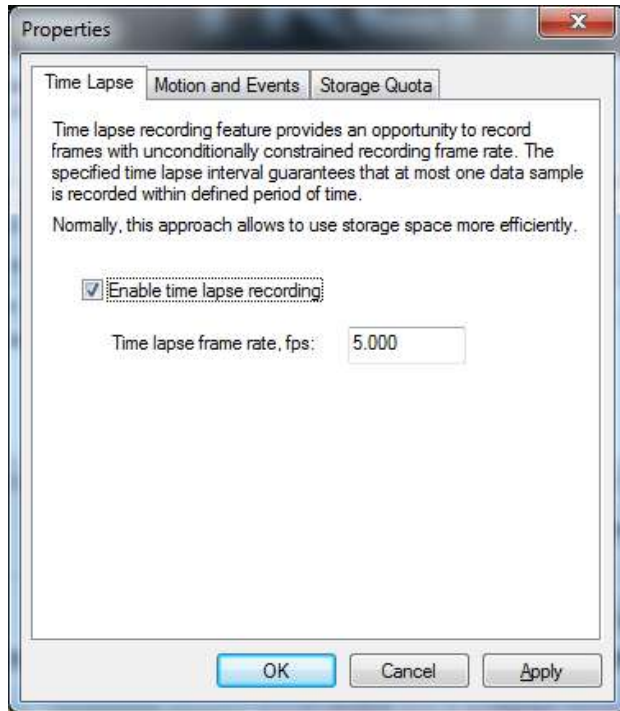 Properties
Time Lapse Motion and Events Storage Quota
Time lapse recording feature provides an opportunity to record
frames with unconditionally constrained recording frame rate. The
specified time lapse interval guarantees that at most one data sample
is recorded within defined period of time.
Normally, this approach allows to use storage space more efficiently.
Enable time lapse recording
Time lapse frame rate, fps: 5.000
OK Cancel Apply